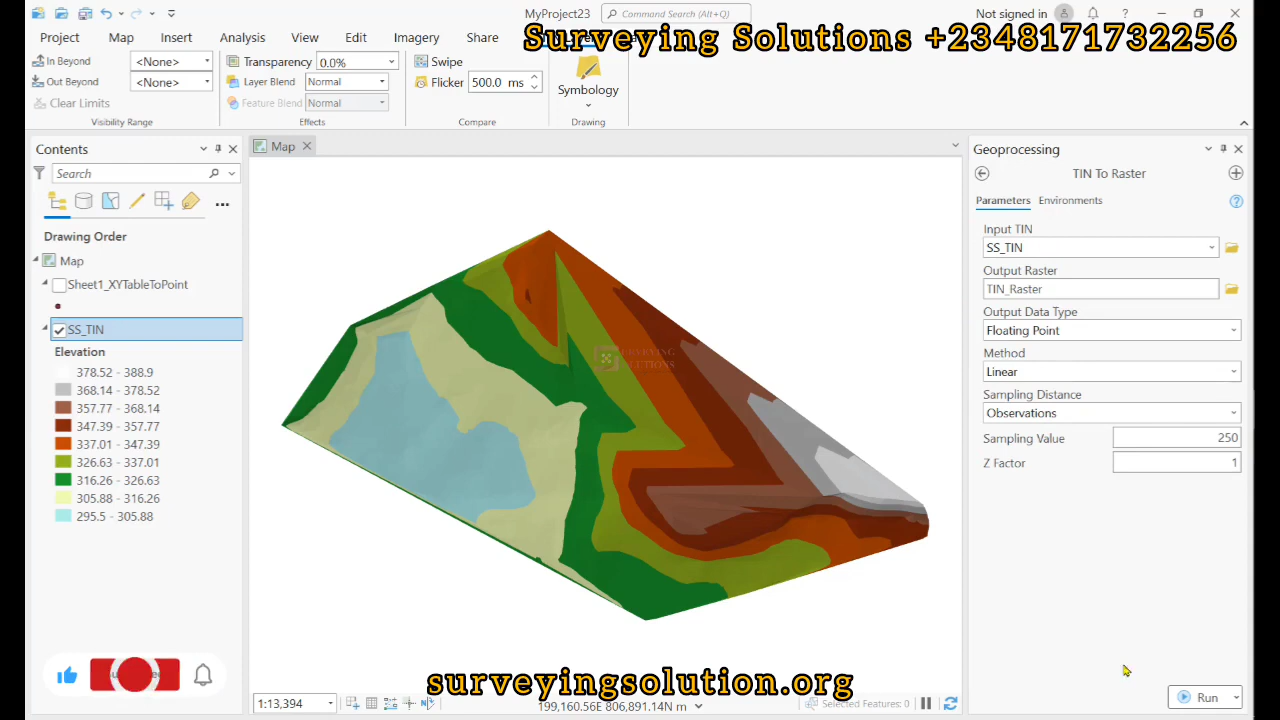 MyProject23
Command Search (Alt+Q)
Not signed in
?
Project Map Insert Analysis View Edit Imagery Share
Surveying Solutions +2348171732256
In Beyond <None>
Out Beyond <None>
Clear Limits
Visibility Range
Transparency 0.0%
Layer Blend Normal
Feature Blend Normal
Effects
Swipe
Flicker 500.0 ms
Compare
Symbology
Drawing
Contents
Search
Drawing Order
Map
Sheet1_XYTableToPoint
SS_TIN
Elevation
378.52 - 388.9
368.14 - 378.52
357.77 - 368.14
347.39 - 357.77
337.01 - 347.39
326.63 - 337.01
316.26 - 326.63
305.88 - 316.26
295.5 - 305.88
Map
SURVEYING
SOLUTIONS
surveyingsolution.org
1:13,394
199,160.56E 806,891.14N m
Selected Features: 0
Geoprocessing
TIN To Raster
Parameters Environments
Input TIN
SS_TIN
Output Raster
TIN_Raster
Output Data Type
Floating Point
Method
Linear
Sampling Distance
Observations
Sampling Value 250
Z Factor 1
Run